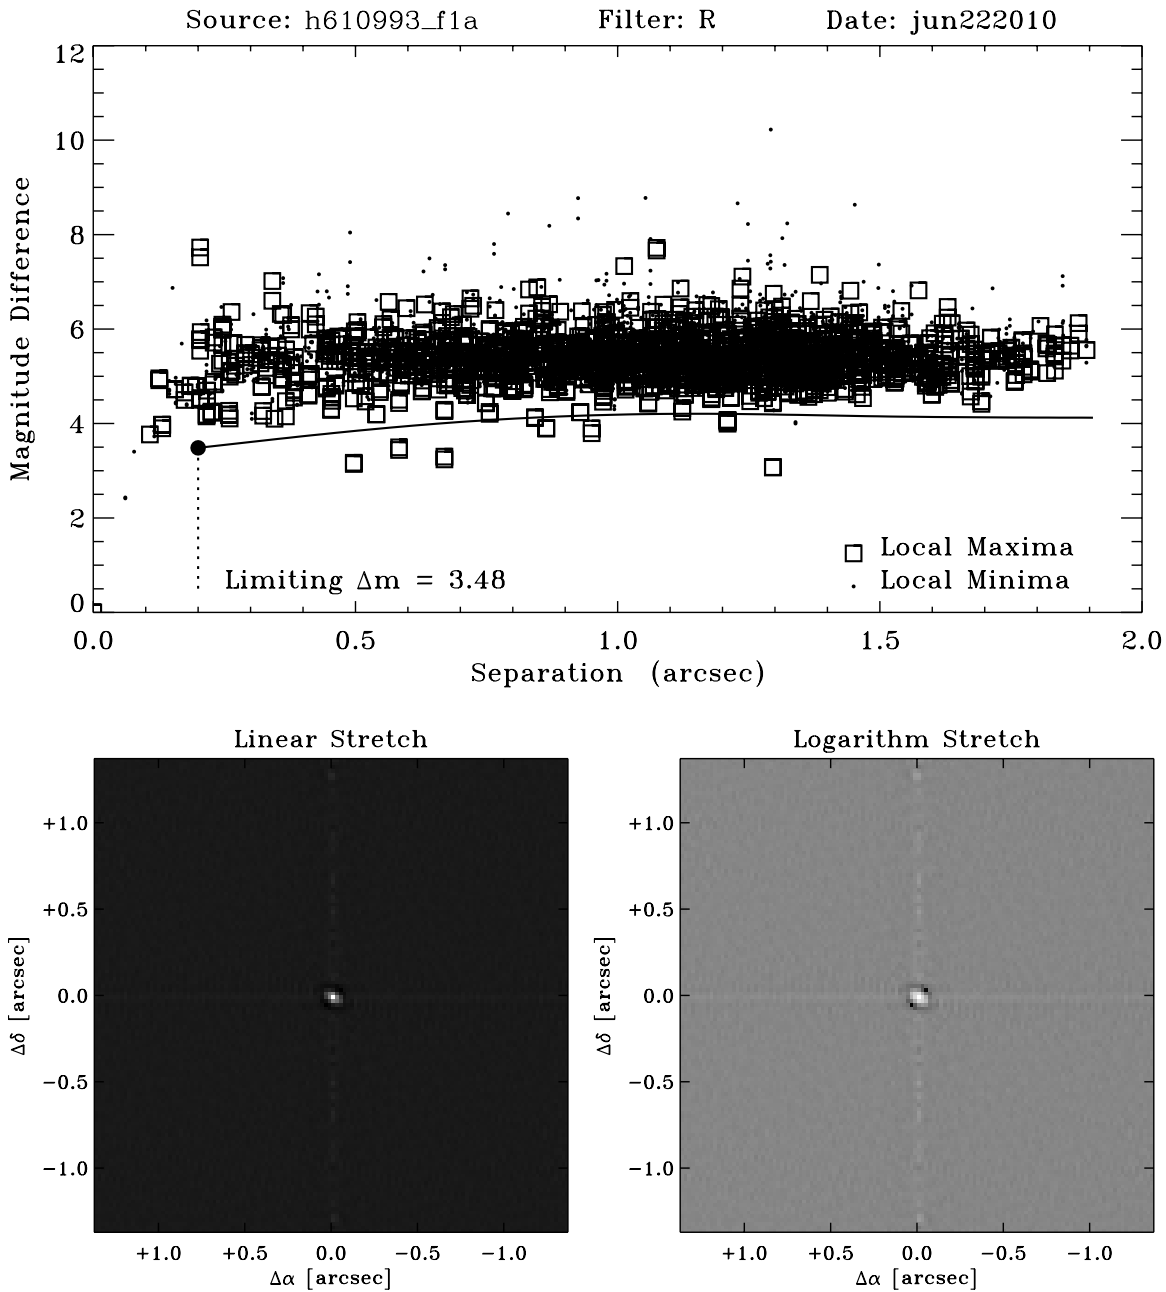 Source: h610993_f1a Filter: R Date: jun222010
12
10
8
6
4
2
0
Magnitude Difference
Limiting Δm = 3.48
Local Maxima
Local Minima
0.0 0.5 1.0 1.5 2.0
Separation (arcsec)
Linear Stretch
+1.0
+0.5
0.0
−0.5
−1.0
Δδ [arcsec]
+1.0 +0.5 0.0 −0.5 −1.0
Δα [arcsec]
Logarithm Stretch
+1.0
+0.5
0.0
−0.5
−1.0
Δδ [arcsec]
+1.0 +0.5 0.0 −0.5 −1.0
Δα [arcsec]